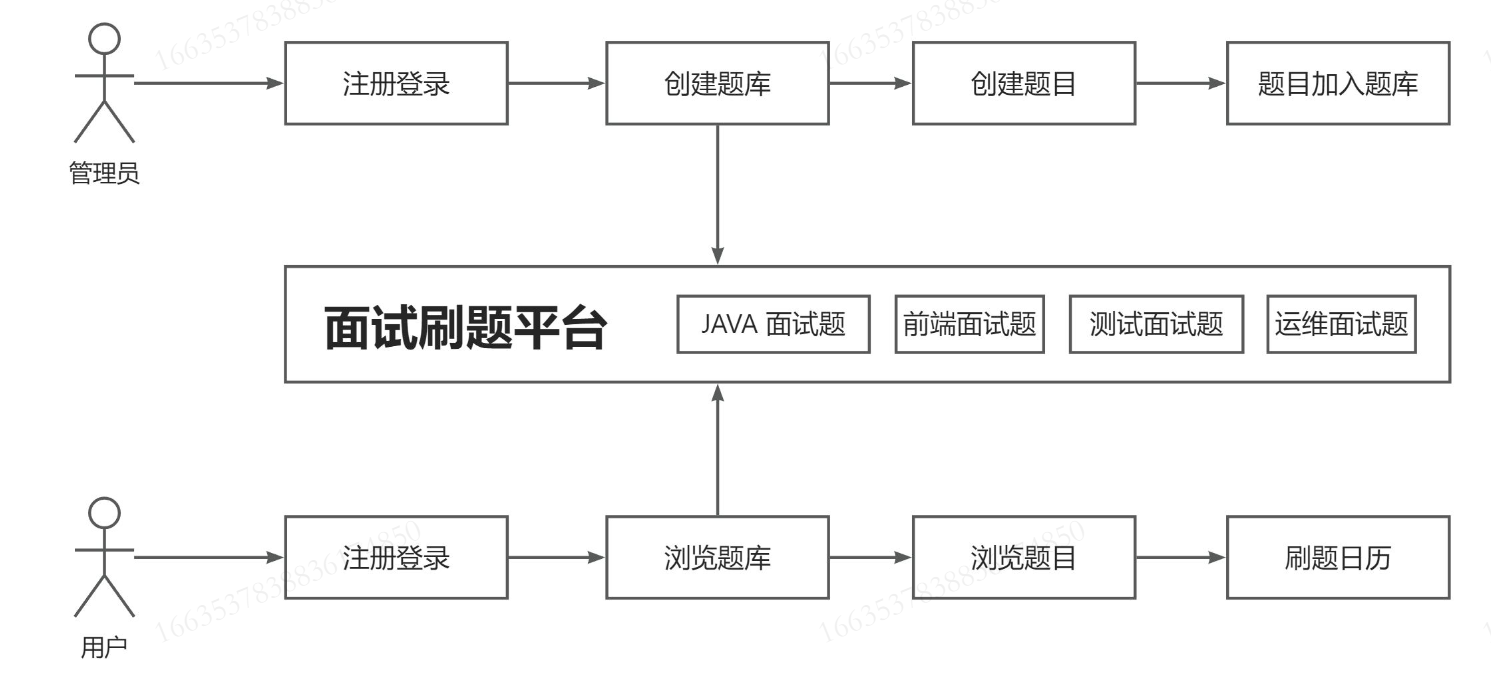 注册登录
创建题库
创建题目
题目加入题库
管理员
面试刷题平台
JAVA 面试题
前端面试题
测试面试题
运维面试题
注册登录
浏览题库
浏览题目
刷题日历
用户